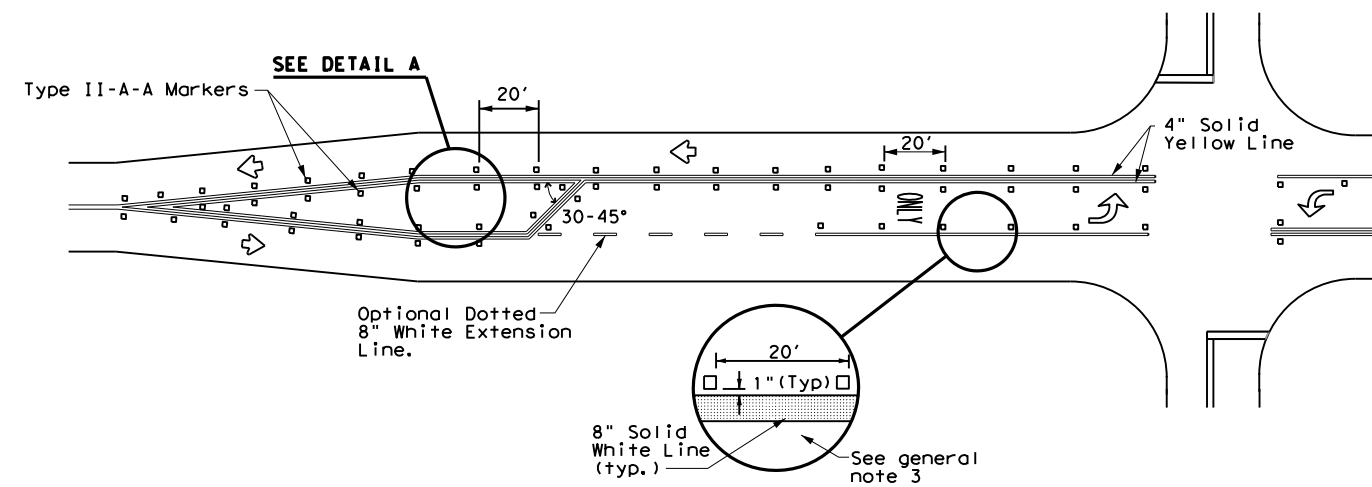 SEE DETAIL A
Type II-A-A Markers
20'
20'
4" Solid
Yellow Line
ONLY
30-45°
Optional Dotted
8" White Extension
Line.
20'
1"(Typ)
8" Solid
White Line
(typ.)
See general
note 3